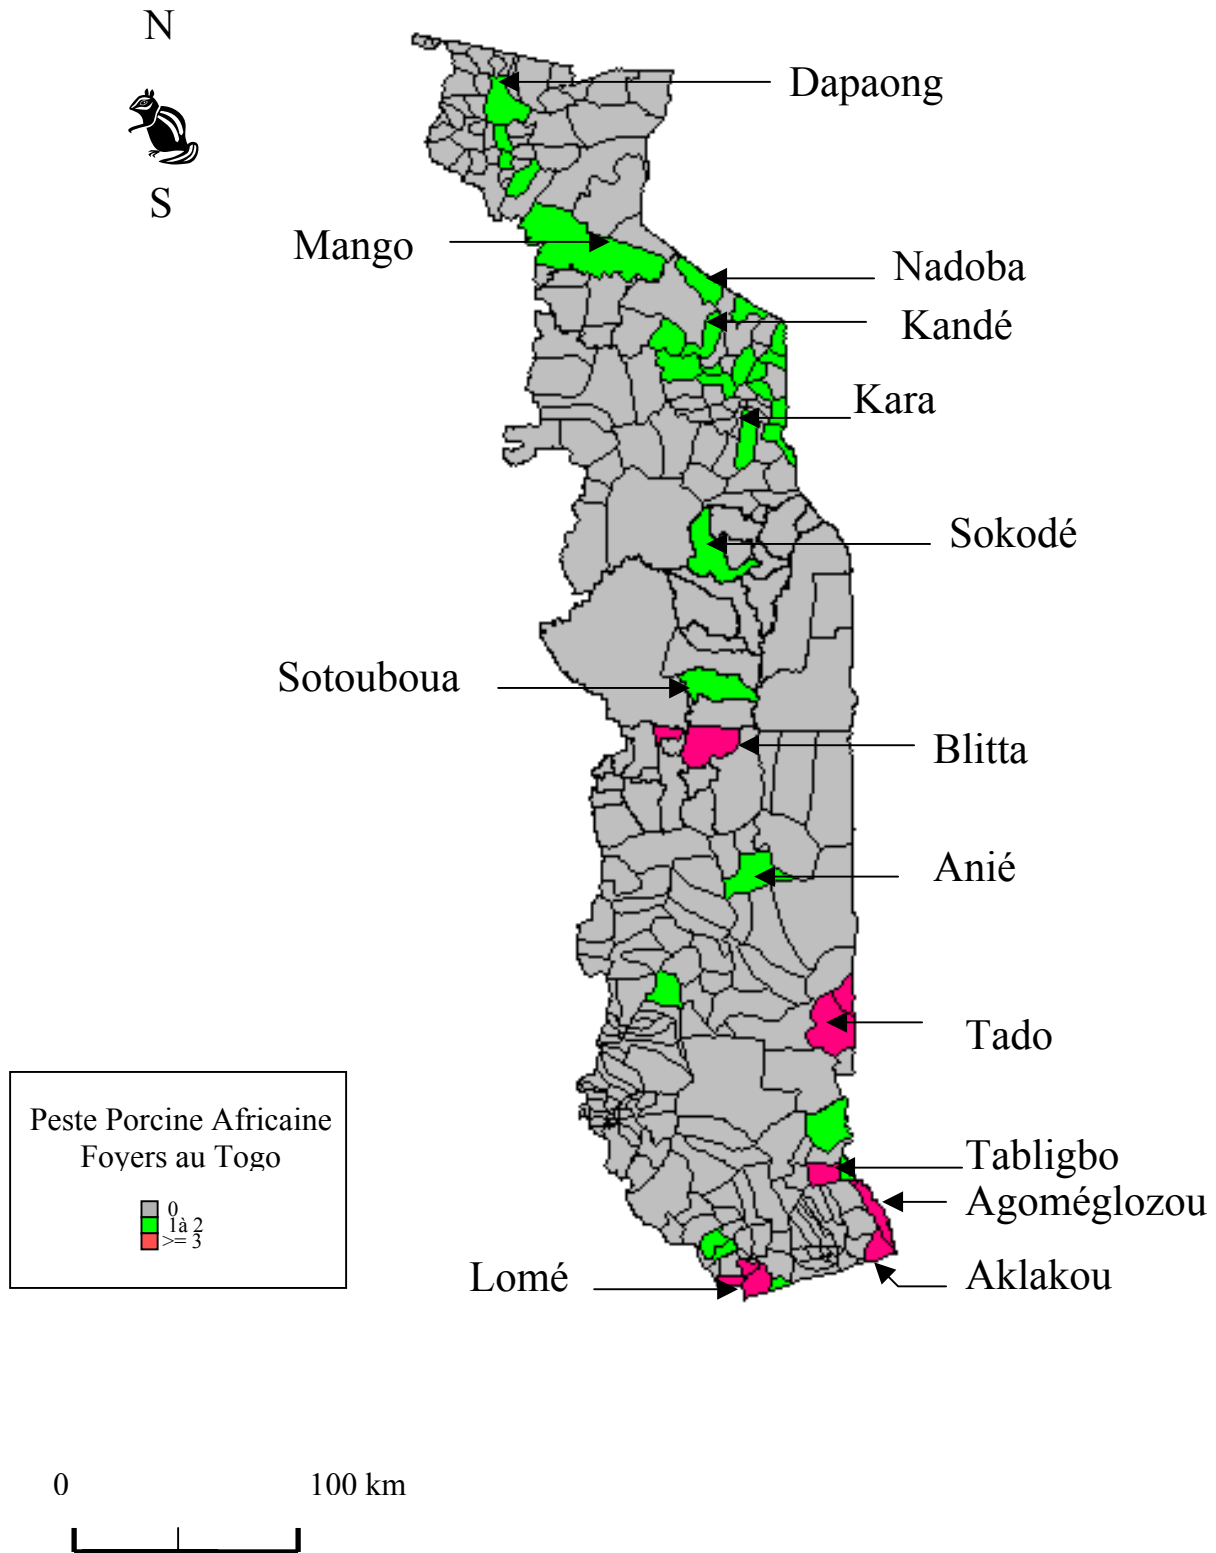 N
S
Dapaong
Mango
Nadoba
Kandé
Kara
Sokodé
Sotouboua
Blitta
Anié
Tado
Tabligbo
Agoméglozou
Aklakou
Lomé
Peste Porcine Africaine
Foyers au Togo
0
1à 2
>= 3
0 100 km